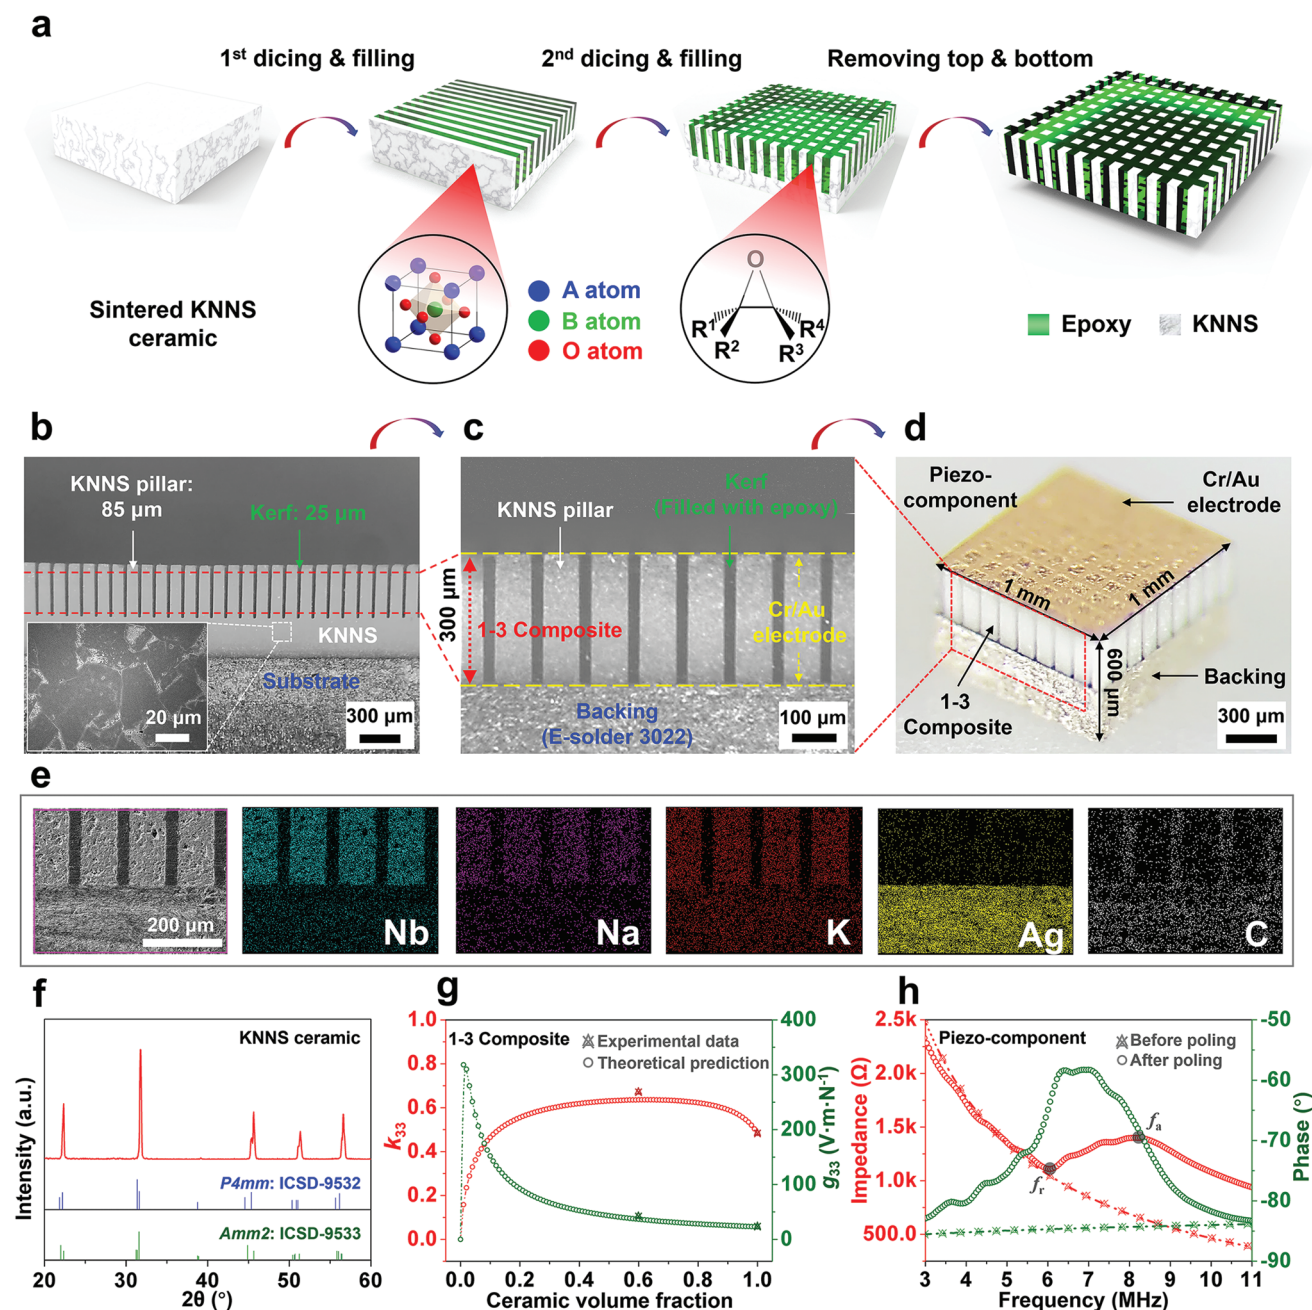 a
1st dicing & filling
2nd dicing & filling
Removing top & bottom
Sintered KNNS
ceramic
A atom
B atom
O atom
O
R1
R2
R3
R4
Epoxy
KNNS
b
KNNS pillar:
85 μm
Kerf: 25 μm
KNNS
Substrate
20 μm
300 μm
c
Kerf
(Filled with epoxy)
KNNS pillar
300 μm
1-3 Composite
Cr/Au
electrode
Backing
(E-solder 3022)
100 μm
d
Piezo-
component
Cr/Au
electrode
1 mm
1 mm
600 μm
Backing
1-3
Composite
300 μm
e
200 μm
Nb
Na
K
Ag
C
f
KNNS ceramic
P4mm: ICSD-9532
Amm2: ICSD-9533
Intensity (a.u.)
20 30 40 50 60
2θ (°)
g
1-3 Composite
Experimental data
Theoretical prediction
1.0
0.8
0.6
0.4
0.2
0.0
k33
400
300
200
100
0
g33 (V·m·N-1)
0.0 0.2 0.4 0.6 0.8 1.0
Ceramic volume fraction
h
Piezo-component
Before poling
After poling
2.5k
2.0k
1.5k
1.0k
500.0
Impedance (Ω)
fa
fr
-50
-60
-70
-80
-90
Phase (°)
3 4 5 6 7 8 9 10 11
Frequency (MHz)